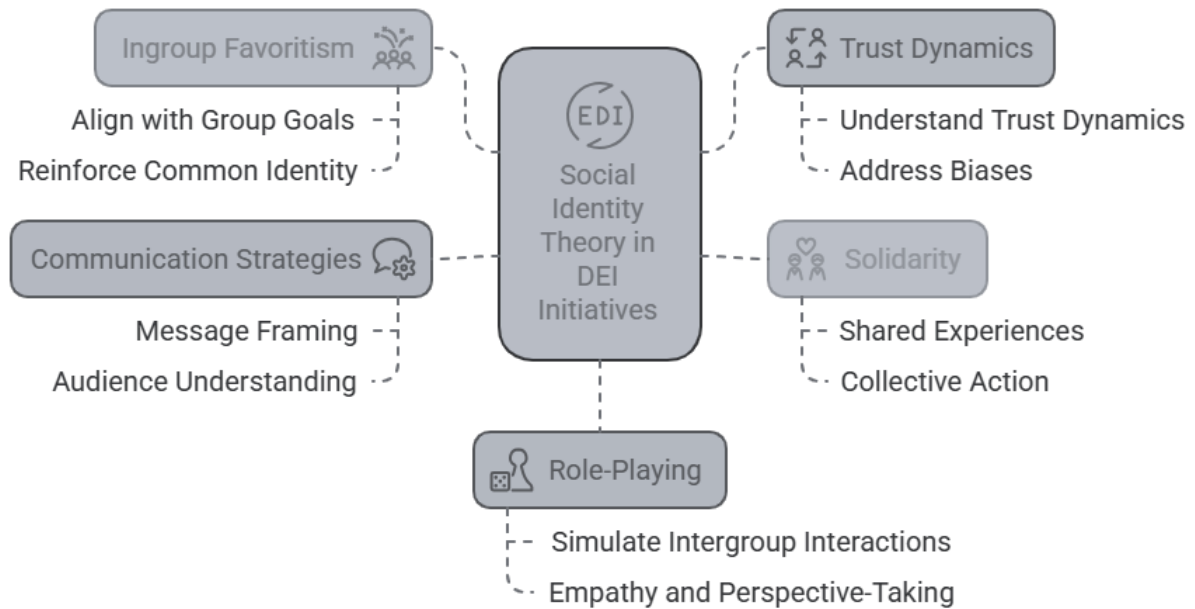 Ingroup Favoritism
Align with Group Goals
Reinforce Common Identity
Communication Strategies
Message Framing
Audience Understanding
EDI
Social
Identity
Theory in
DEI
Initiatives
Trust Dynamics
Understand Trust Dynamics
Address Biases
Solidarity
Shared Experiences
Collective Action
Role-Playing
Simulate Intergroup Interactions
Empathy and Perspective-Taking